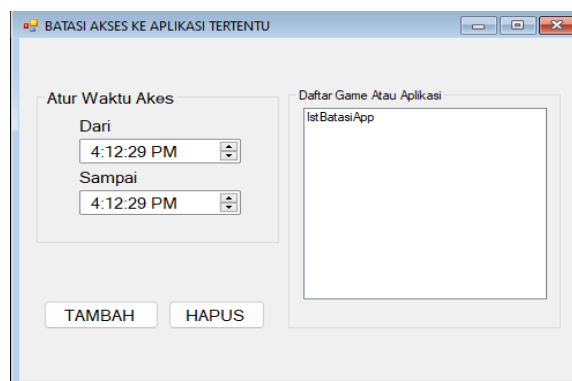 BATASI AKSES KE APLIKASI TERTENTU
Atur Waktu Akes
Dari
4:12:29 PM
Sampai
4:12:29 PM
TAMBAH
HAPUS
Daftar Game Atau Aplikasi
lstBatasiApp